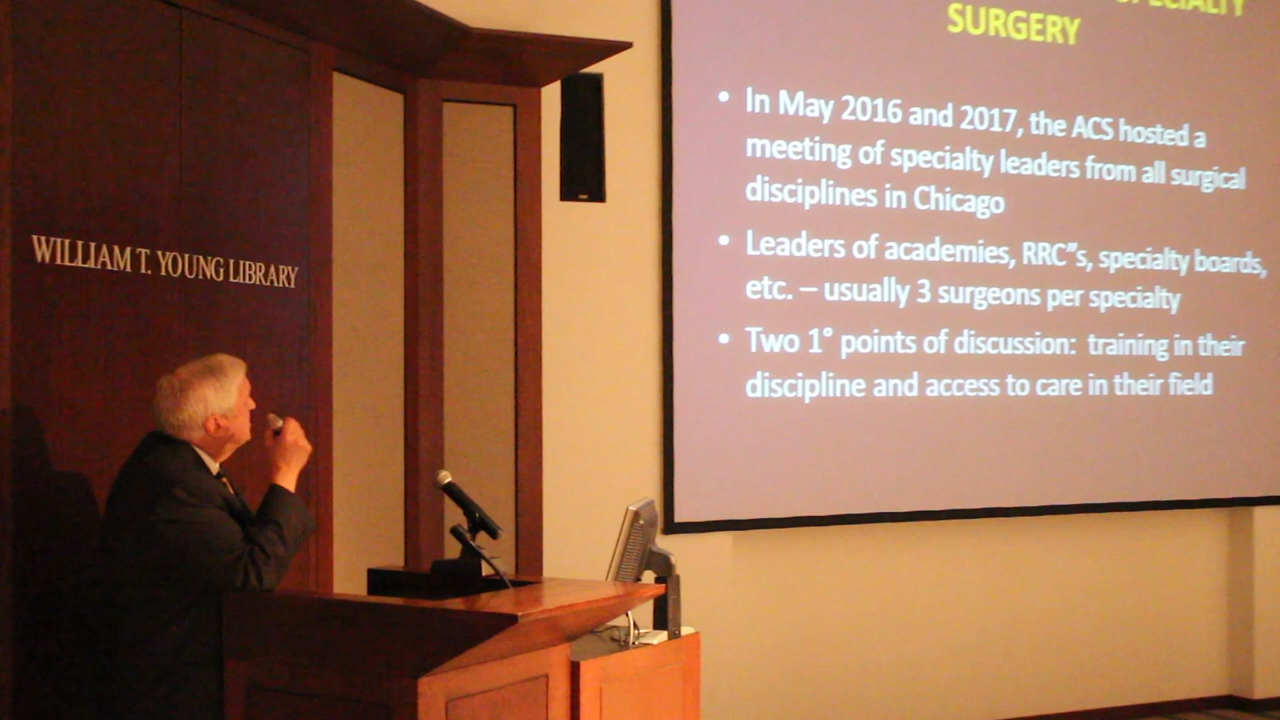 WILLIAM T. YOUNG LIBRARY
SPECIALTY
SURGERY
• In May 2016 and 2017, the ACS hosted a
meeting of specialty leaders from all surgical
disciplines in Chicago
• Leaders of academies, RRC"s, specialty boards,
etc. – usually 3 surgeons per specialty
• Two 1° points of discussion: training in their
discipline and access to care in their field